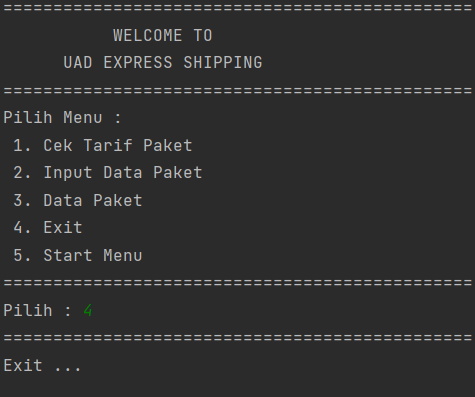 ===============================================
WELCOME TO
UAD EXPRESS SHIPPING
===============================================
Pilih Menu :
1. Cek Tarif Paket
2. Input Data Paket
3. Data Paket
4. Exit
5. Start Menu
===============================================
Pilih : 4
===============================================
Exit ...